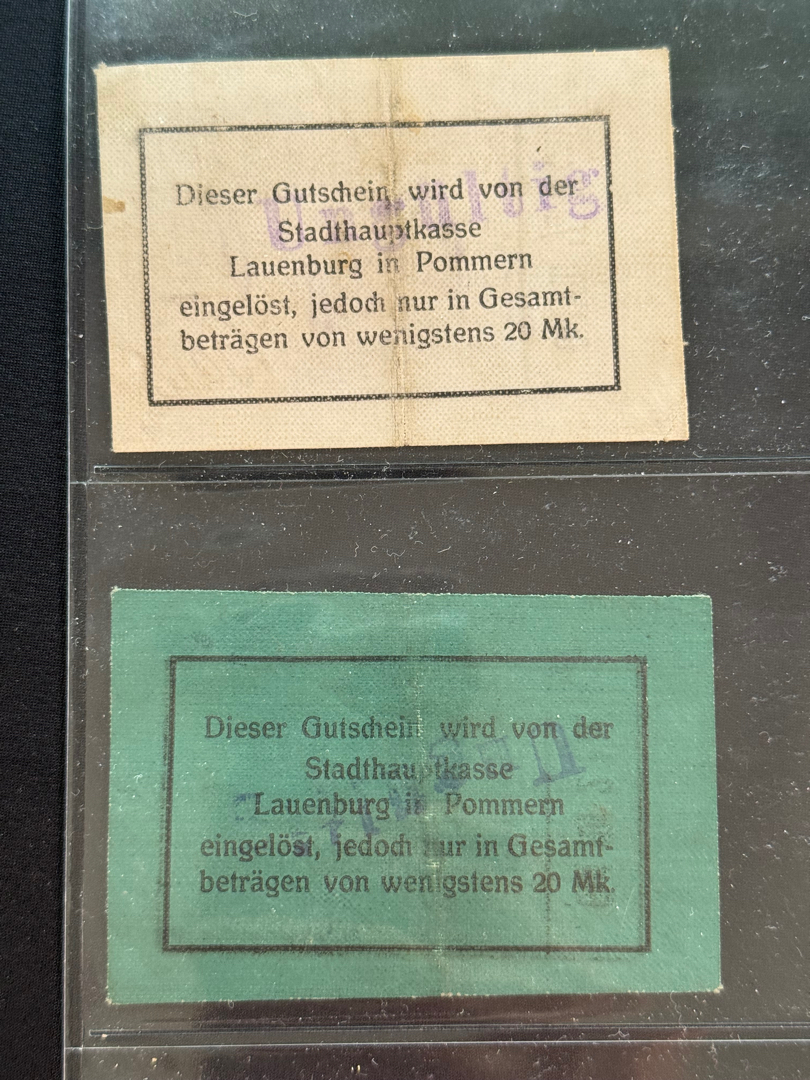 Dieser Gutschein wird von der
Stadthauptkasse
Lauenburg in Pommern
eingelöst, jedoch nur in Gesamt-
beträgen von wenigstens 20 Mk.
Ungültig
Dieser Gutschein wird von der
Stadthauptkasse
Lauenburg in Pommern
eingelöst, jedoch nur in Gesamt-
beträgen von wenigstens 20 Mk.